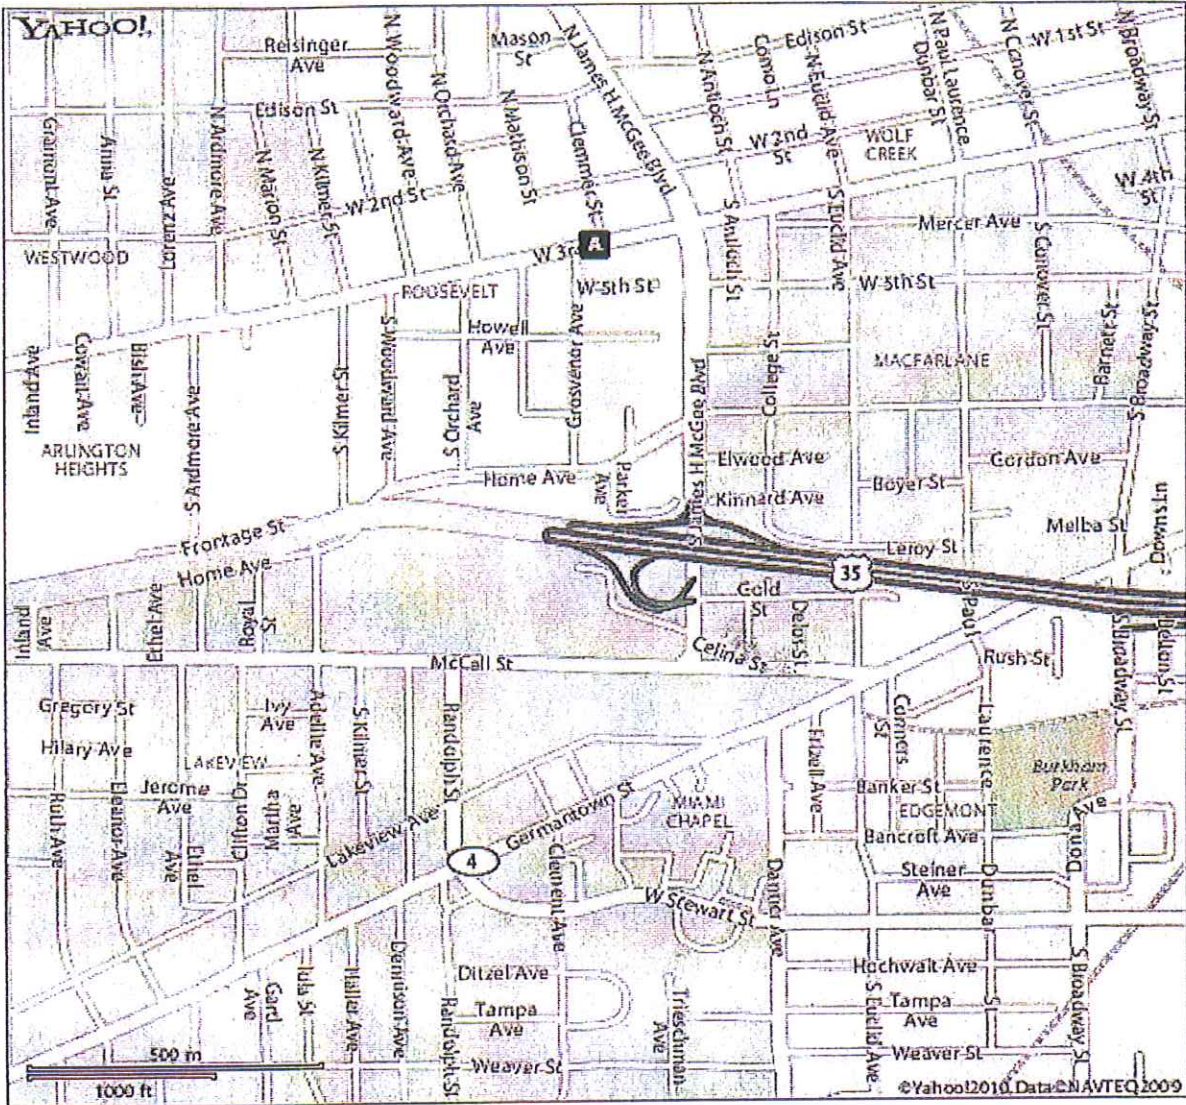 YAHOO!
Reisinger
Ave
Mason
St
Edison St
N Woodward Ave
N Orchard Ave
N Mathison St
Clemmer St
N James H McGee Blvd
N Antioch St
Como Ln
Edison St
N Euclid Ave
N Paul Laurence
Dunbar St
N Conover St
W 1st St
N Broadway St
Gramont Ave
Anna St
Lorenz Ave
N Ardmore Ave
N Marion St
N Kilmer St
W 2nd St
W 2nd
St
WOLF
CREEK
W 4th
St
WESTWOOD
W 3rd
A
S Antioch St
S Euclid Ave
Mercer Ave
S Conover St
ROOSEVELT
W 5th St
W 5th St
Howell
Ave
Grosvenor Ave
S Woodward Ave
S Kilmer St
S Orchard
Ave
Inland Ave
Cowart Ave
Bish Ave
S Ardmore Ave
ARLINGTON
HEIGHTS
S James H McGee Blvd
College St
MACFARLANE
Barnett St
S Broadway St
Elwood Ave
Gordon Ave
Home Ave
Parker
Ave
Kinnard Ave
Boyer St
Melba St
Downs Ln
Frontage St
Home Ave
Leroy St
35
Inland
Ave
Ethel Ave
Royal
St
Gold
St
Delos St
S Paul
Celina St
McCall St
Rush St
S Broadway St
Bolton St
Gregory St
Ivy
Ave
Adelite Ave
S Kilmer St
Randolph St
Conners
St
Laurence
Hilary Ave
LAKEVIEW
Jerome
Ave
Frizell Ave
Banker St
Burkham
Park
EDGEMONT
Ruth Ave
Eleanor Ave
Ethel
Ave
Clifton Dr
Martha
Ave
Lakeview Ave
Germantown St
MIAMI
CHAPEL
Bancroft Ave
Dona Ave
4
Clement Ave
W Stewart St
Danner Ave
Steiner
Ave
Dunbar
St
Ditzel Ave
Hochwalt Ave
S Broadway St
Gard
Ave
Iula St
Haller Ave
Dennison Ave
Randolph St
Tampa
Ave
Trieschman
Ave
S Euclid Ave
Tampa
Ave
Weaver St
Weaver St
500 m
1000 ft
©Yahoo!2010, Data ©NAVTEQ 2009